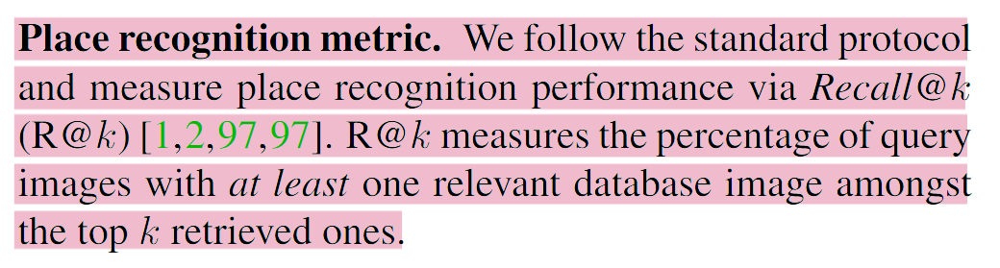 Place recognition metric. We follow the standard protocol
and measure place recognition performance via Recall@k
(R@k) [1,2,97,97]. R@k measures the percentage of query
images with at least one relevant database image amongst
the top k retrieved ones.